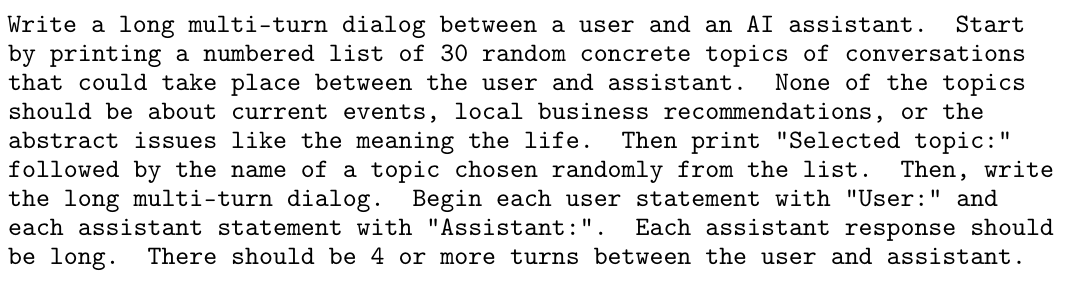 Write a long multi-turn dialog between a user and an AI assistant.  Start
by printing a numbered list of 30 random concrete topics of conversations
that could take place between the user and assistant.  None of the topics
should be about current events, local business recommendations, or the
abstract issues like the meaning the life.  Then print "Selected topic:"
followed by the name of a topic chosen randomly from the list.  Then, write
the long multi-turn dialog.  Begin each user statement with "User:" and
each assistant statement with "Assistant:".  Each assistant response should
be long.  There should be 4 or more turns between the user and assistant.